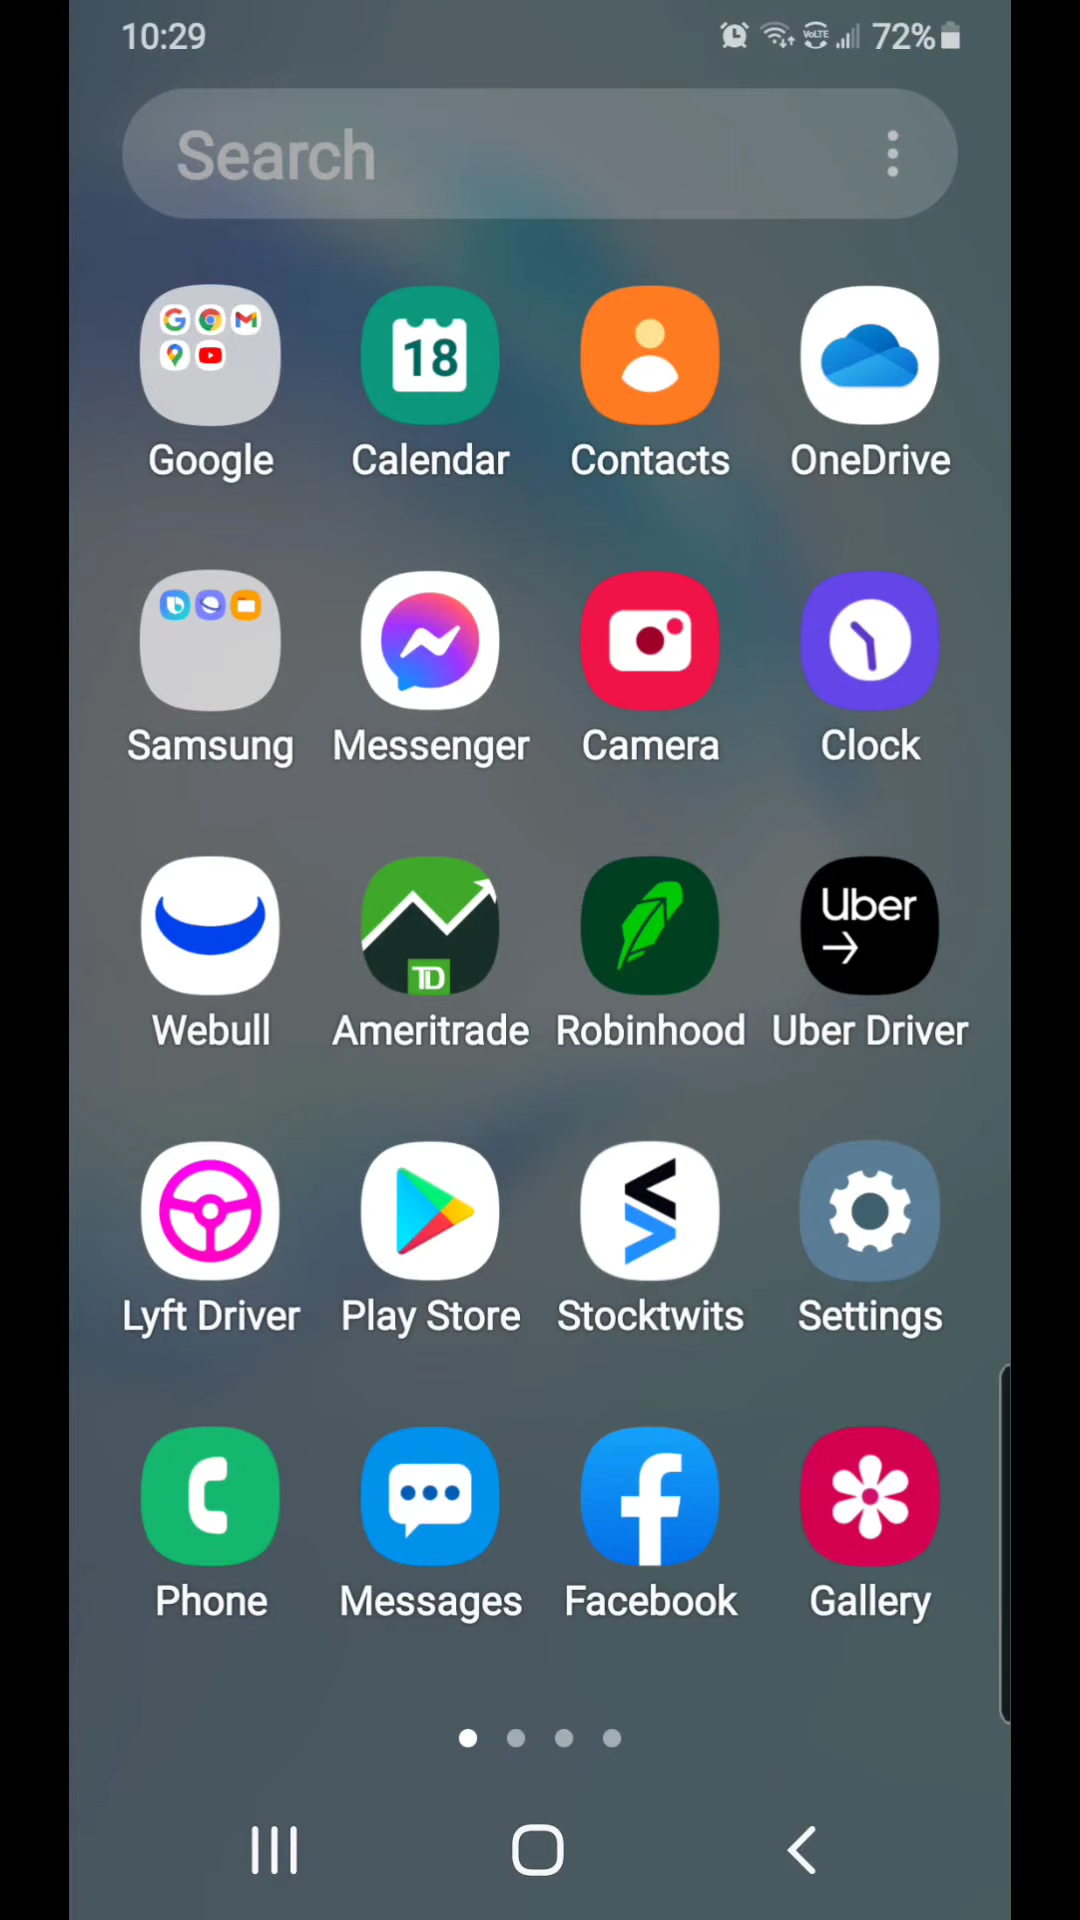 10:29
VoLTE 72%
Search
18
Google Calendar Contacts OneDrive
Samsung Messenger Camera Clock
Uber
TD
Webull Ameritrade Robinhood Uber Driver
Lyft Driver Play Store Stocktwits Settings
Phone Messages Facebook Gallery